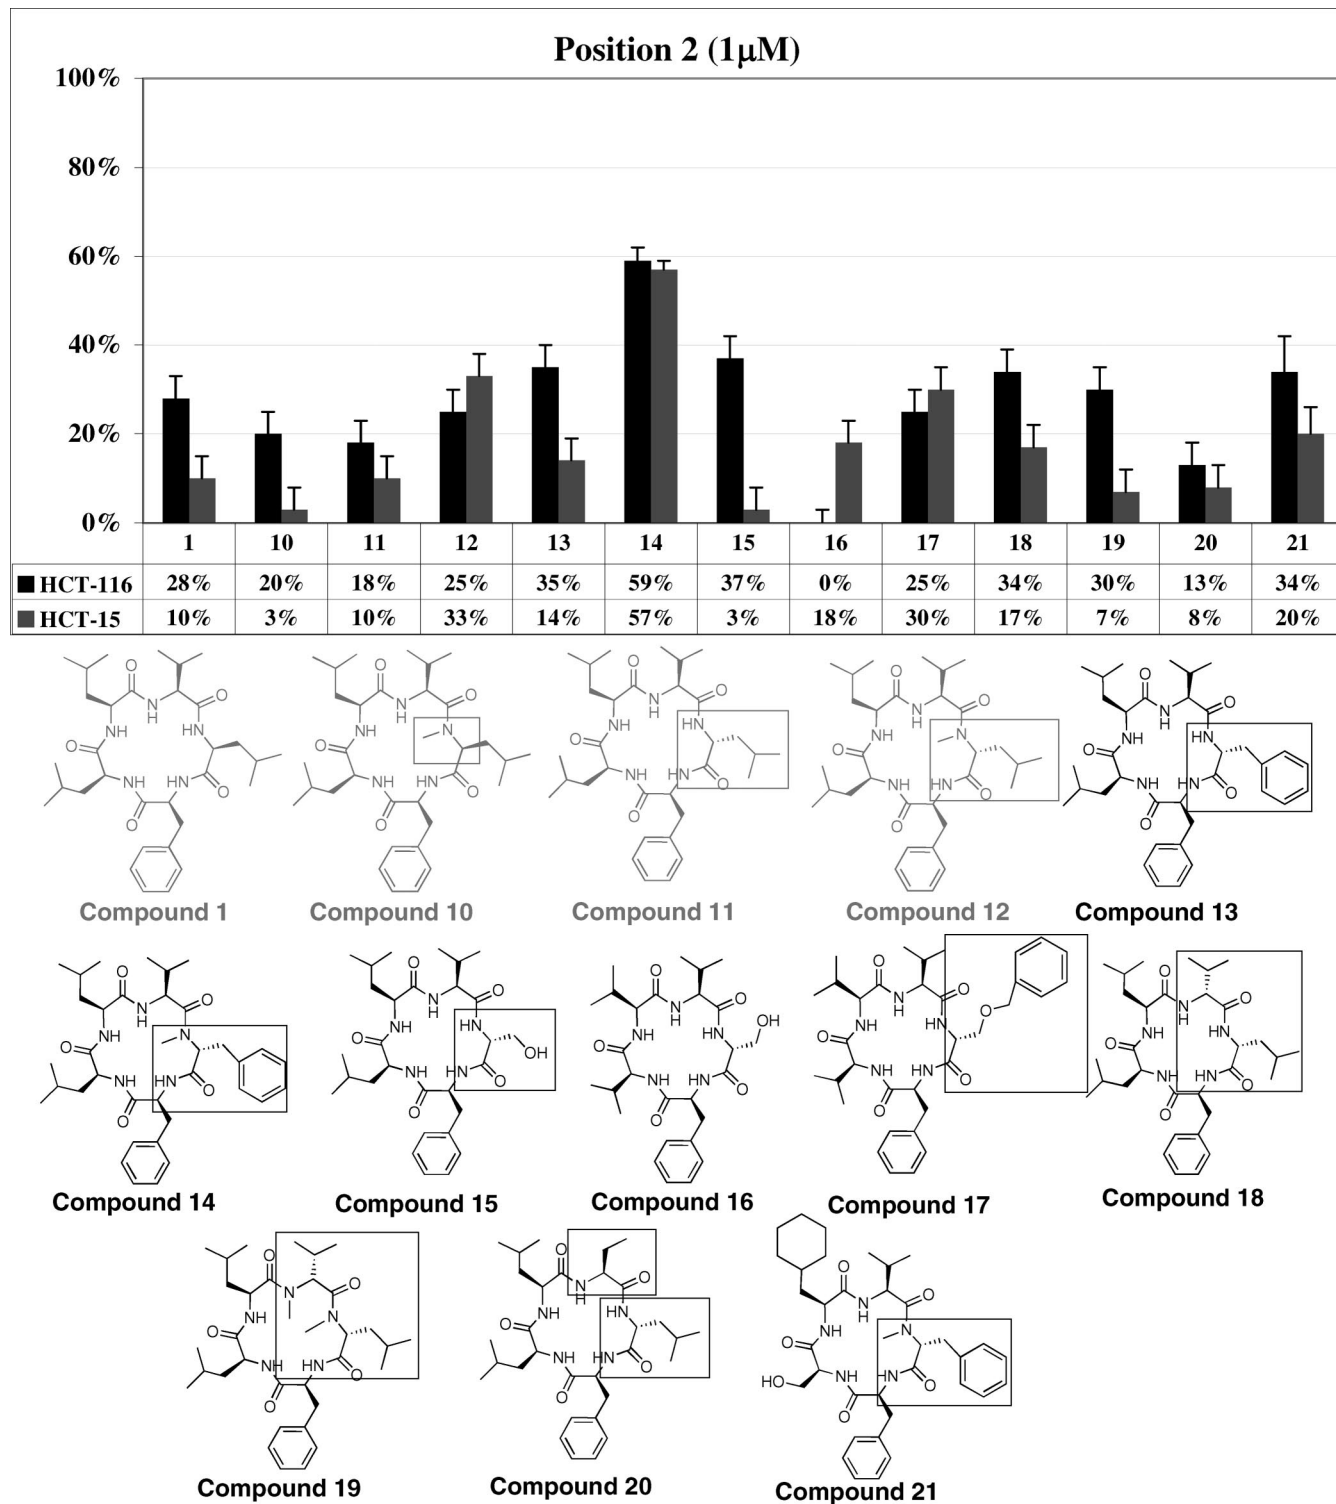 Position 2 (1μM)
100%
80%
60%
40%
20%
0%
1 10 11 12 13 14 15 16 17 18 19 20 21
HCT-116 28% 20% 18% 25% 35% 59% 37% 0% 25% 34% 30% 13% 34%
HCT-15 10% 3% 10% 33% 14% 57% 3% 18% 30% 17% 7% 8% 20%
Compound 1 Compound 10 Compound 11 Compound 12 Compound 13
Compound 14 Compound 15 Compound 16 Compound 17 Compound 18
Compound 19 Compound 20 Compound 21